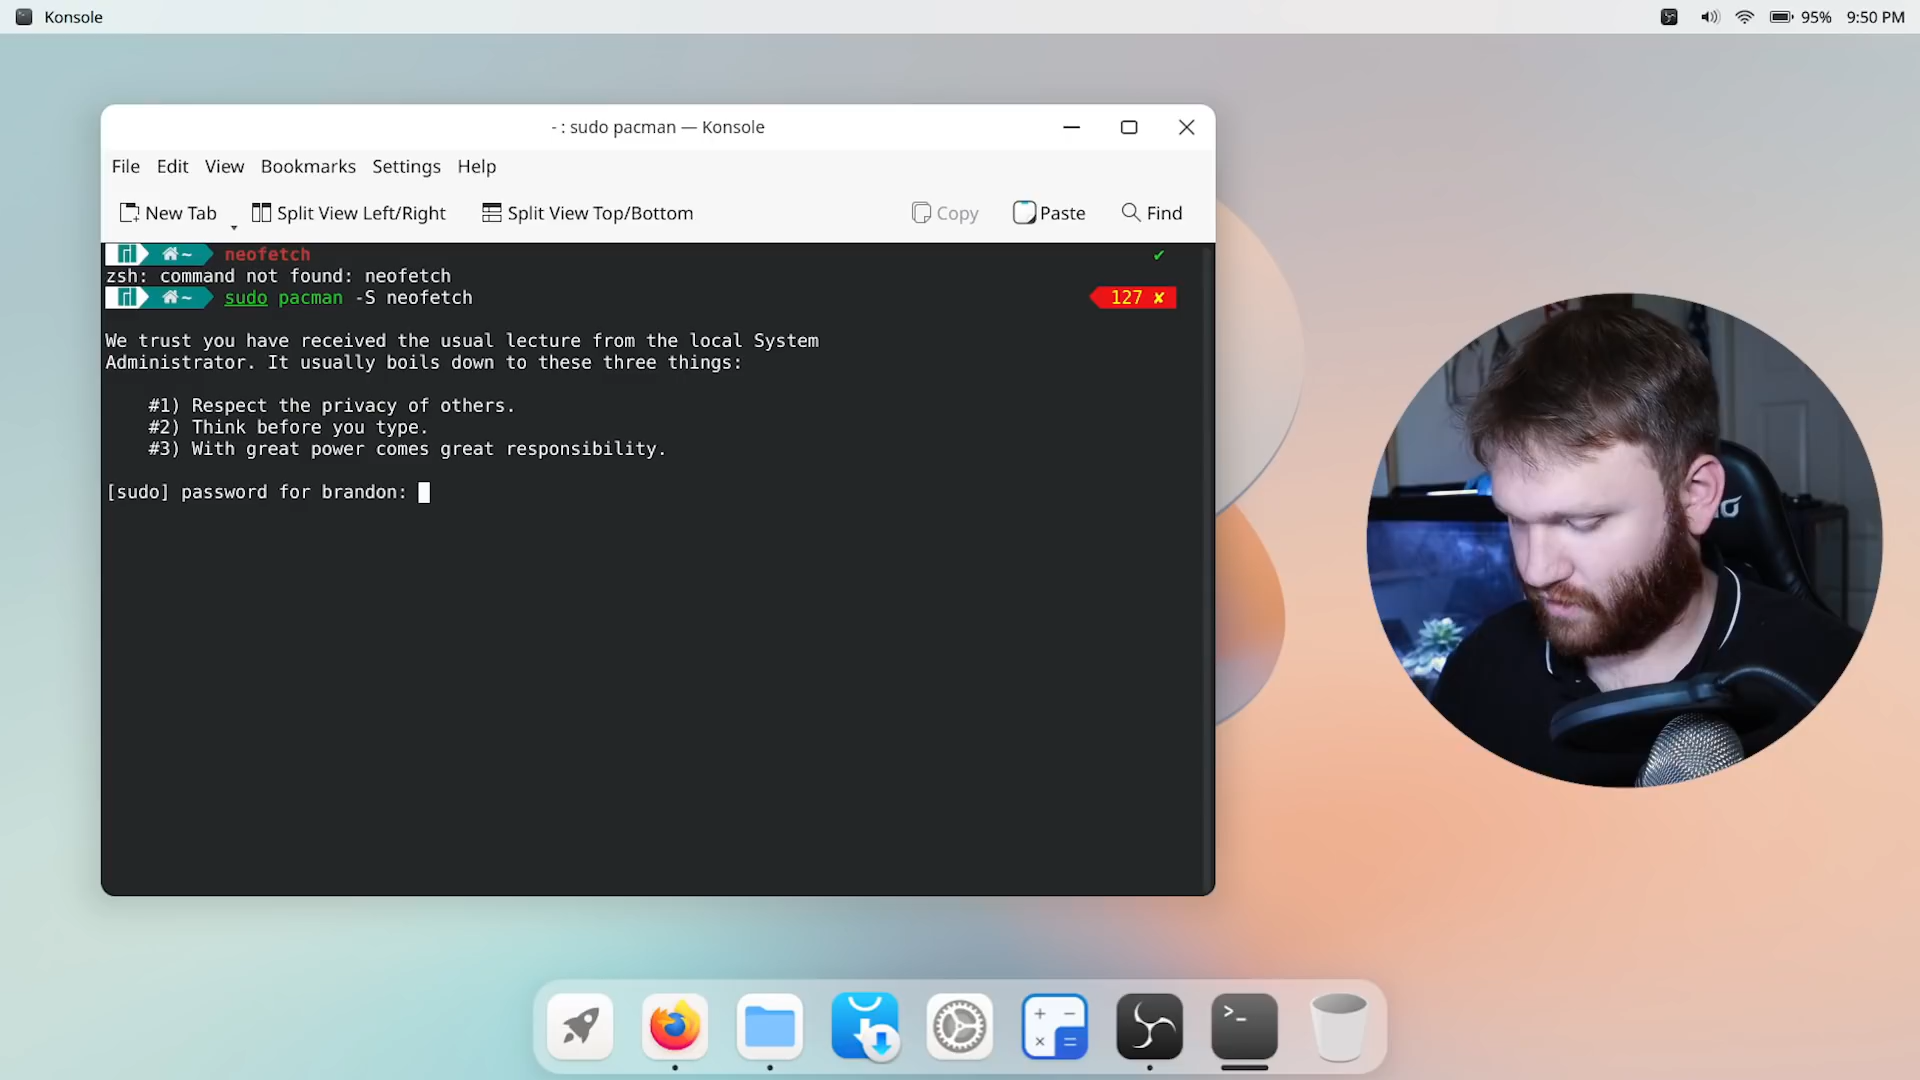 Konsole
95% 9:50 PM
- : sudo pacman — Konsole
File Edit View Bookmarks Settings Help
New Tab Split View Left/Right Split View Top/Bottom Copy Paste Find
~ neofetch ✔
zsh: command not found: neofetch
~ sudo pacman -S neofetch 127 ✘
We trust you have received the usual lecture from the local System
Administrator. It usually boils down to these three things:
#1) Respect the privacy of others.
#2) Think before you type.
#3) With great power comes great responsibility.
[sudo] password for brandon: